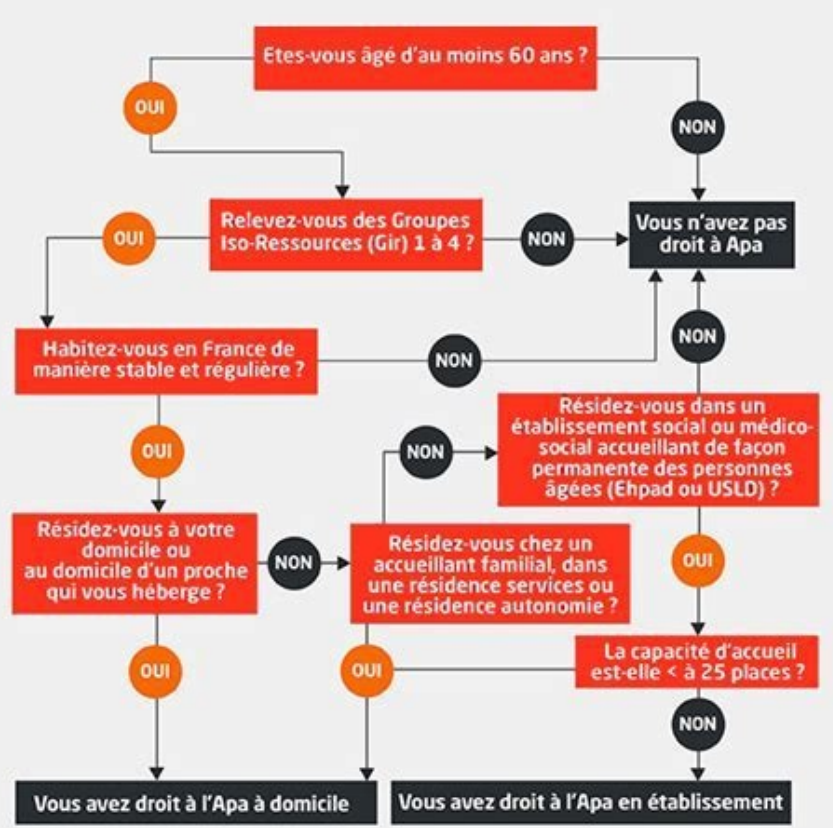 Etes-vous âgé d'au moins 60 ans ?
OUI
NON
Relevez-vous des Groupes
Iso-Ressources (Gir) 1 à 4 ?
Vous n'avez pas
droit à Apa
OUI
NON
Habitez-vous en France de
manière stable et régulière ?
NON
NON
Résidez-vous dans un
établissement social ou médico-
social accueillant de façon
permanente des personnes
âgées (Ehpad ou USLD) ?
OUI
NON
Résidez-vous à votre
domicile ou
au domicile d'un proche
qui vous héberge ?
NON
Résidez-vous chez un
accueillant familial, dans
une résidence services ou
une résidence autonomie ?
OUI
La capacité d'accueil
est-elle < à 25 places ?
OUI
OUI
NON
Vous avez droit à l'Apa à domicile
Vous avez droit à l'Apa en établissement